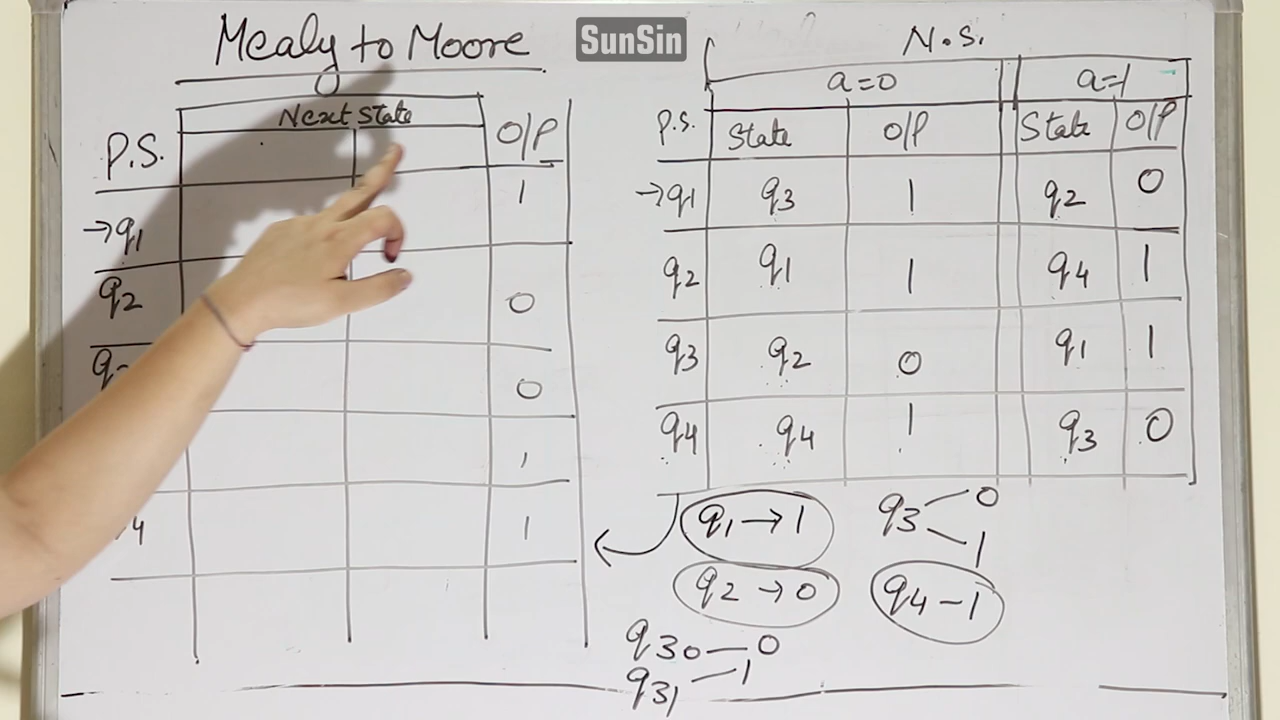 Mealy to Moore
SunSin
Next State
P.S.
O/P
→q1
1
q2
0
0
1
4
1
N.S.
a=0
a=1
P.S.
State
O/P
State
O/P
→q1
q3
1
q2
0
q2
q1
1
q4
1
q3
q2
0
q1
1
q4
q4
1
q3
0
q1→1
q3
0
1
q2→0
q4-1
q30—0
q31—1